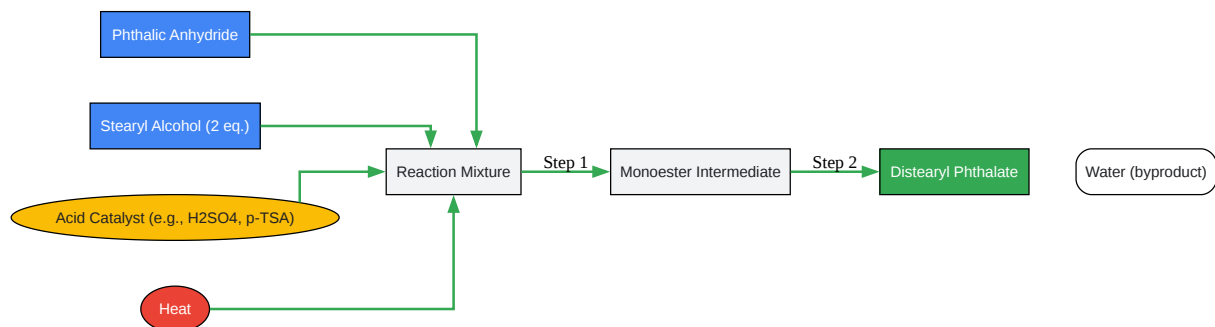 Phthalic Anhydride
Stearyl Alcohol (2 eq.)
Acid Catalyst (e.g., H2SO4, p-TSA)
Heat
Reaction Mixture
Step 1
Monoester Intermediate
Step 2
Distearyl Phthalate
Water (byproduct)